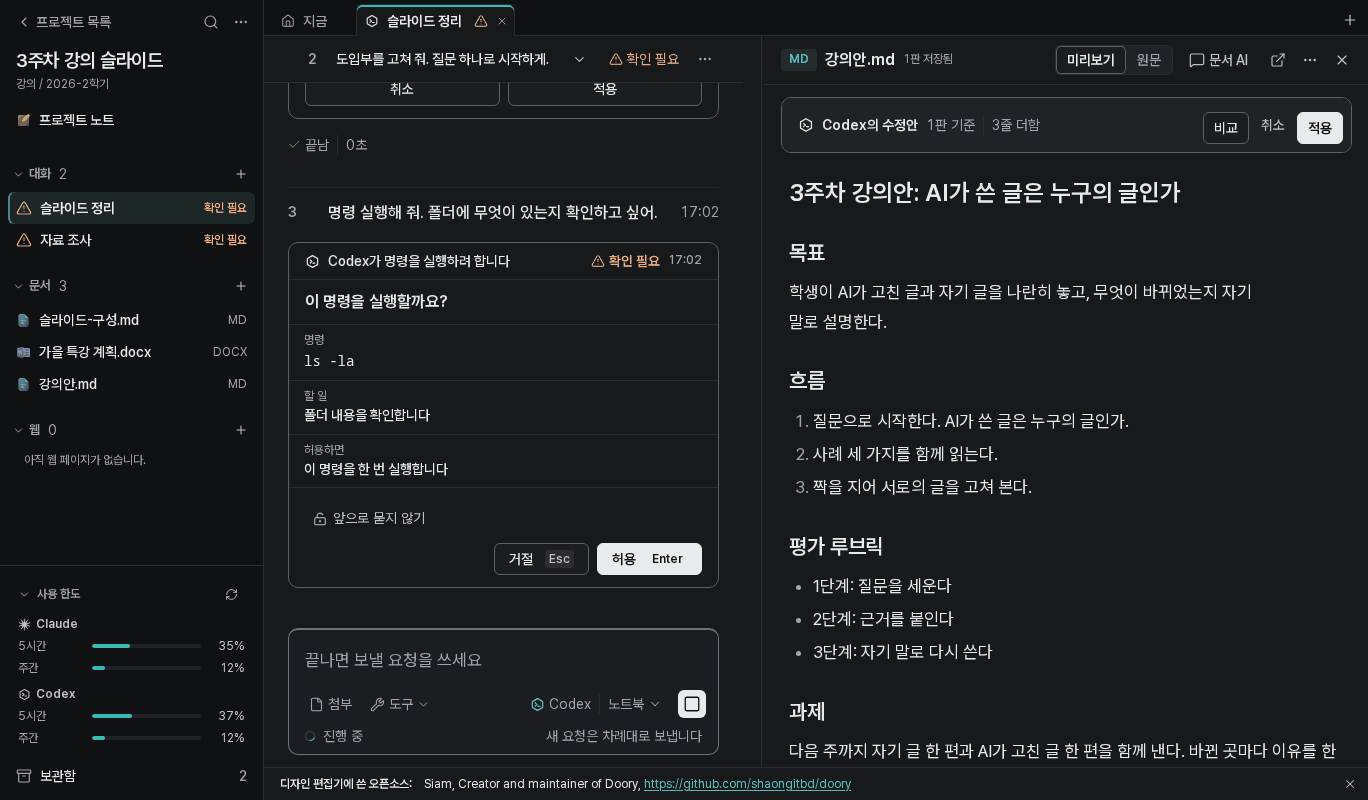 프로젝트 목록
3주차 강의 슬라이드
강의 / 2026-2학기
프로젝트 노트
대화 2
슬라이드 정리 확인 필요
자료 조사 확인 필요
문서 3
슬라이드-구성.md MD
가을 특강 계획.docx DOCX
강의안.md MD
웹 0
아직 웹 페이지가 없습니다.
사용 한도
Claude
5시간 35%
주간 12%
Codex
5시간 37%
주간 12%
보관함 2
지금
슬라이드 정리
2 도입부를 고쳐 줘. 질문 하나로 시작하게. 확인 필요
취소 적용
끝남 0초
3 명령 실행해 줘. 폴더에 무엇이 있는지 확인하고 싶어. 17:02
Codex가 명령을 실행하려 합니다 확인 필요 17:02
이 명령을 실행할까요?
명령
ls -la
할 일
폴더 내용을 확인합니다
허용하면
이 명령을 한 번 실행합니다
앞으로 묻지 않기
거절 Esc 허용 Enter
끝나면 보낼 요청을 쓰세요
첨부 도구 Codex 노트북
진행 중 새 요청은 차례대로 보냅니다
MD 강의안.md 1판 저장됨 미리보기 원문 문서 AI
Codex의 수정안 1판 기준 3줄 더함 비교 취소 적용
3주차 강의안: AI가 쓴 글은 누구의 글인가
목표
학생이 AI가 고친 글과 자기 글을 나란히 놓고, 무엇이 바뀌었는지 자기
말로 설명한다.
흐름
1. 질문으로 시작한다. AI가 쓴 글은 누구의 글인가.
2. 사례 세 가지를 함께 읽는다.
3. 짝을 지어 서로의 글을 고쳐 본다.
평가 루브릭
1단계: 질문을 세운다
2단계: 근거를 붙인다
3단계: 자기 말로 다시 쓴다
과제
다음 주까지 자기 글 한 편과 AI가 고친 글 한 편을 함께 낸다. 바뀐 곳마다 이유를 한
디자인 편집기에 쓴 오픈소스: Siam, Creator and maintainer of Doory, https://github.com/shaongitbd/doory